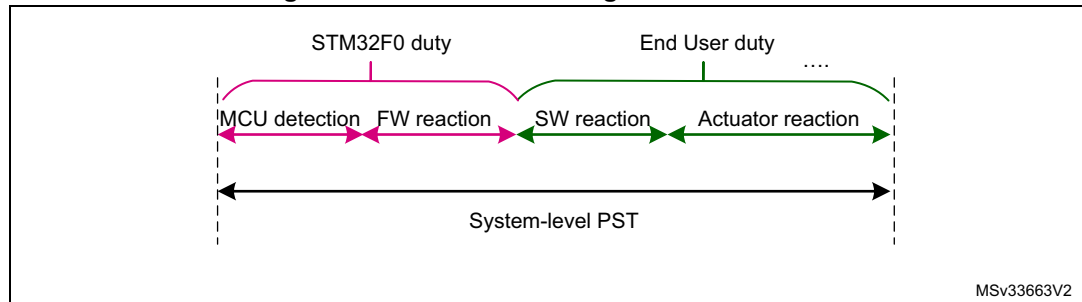 STM32F0 duty
End User duty
....
MCU detection
FW reaction
SW reaction
Actuator reaction
System-level PST
MSv33663V2